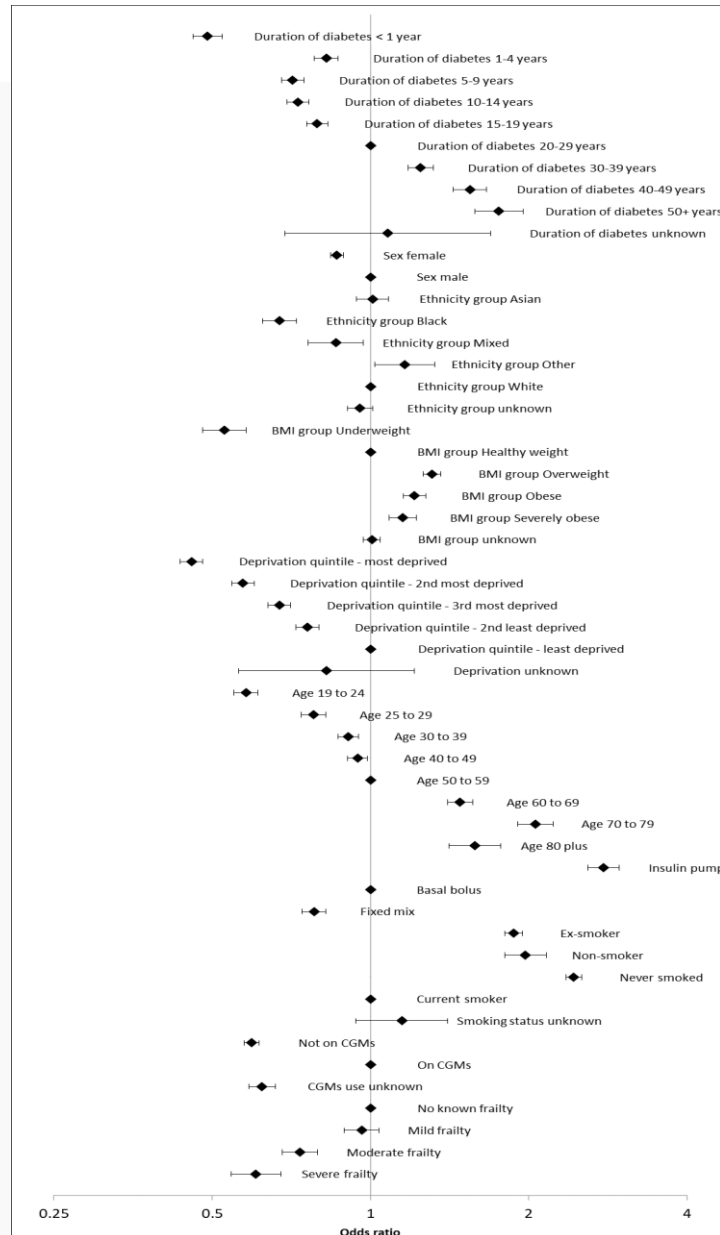 Duration of diabetes < 1 year
Duration of diabetes 1-4 years
Duration of diabetes 5-9 years
Duration of diabetes 10-14 years
Duration of diabetes 15-19 years
Duration of diabetes 20-29 years
Duration of diabetes 30-39 years
Duration of diabetes 40-49 years
Duration of diabetes 50+ years
Duration of diabetes unknown
Sex female
Sex male
Ethnicity group Asian
Ethnicity group Black
Ethnicity group Mixed
Ethnicity group Other
Ethnicity group White
Ethnicity group unknown
BMI group Underweight
BMI group Healthy weight
BMI group Overweight
BMI group Obese
BMI group Severely obese
BMI group unknown
Deprivation quintile - most deprived
Deprivation quintile - 2nd most deprived
Deprivation quintile - 3rd most deprived
Deprivation quintile - 2nd least deprived
Deprivation quintile - least deprived
Deprivation unknown
Age 19 to 24
Age 25 to 29
Age 30 to 39
Age 40 to 49
Age 50 to 59
Age 60 to 69
Age 70 to 79
Age 80 plus
Insulin pump
Basal bolus
Fixed mix
Ex-smoker
Non-smoker
Never smoked
Current smoker
Smoking status unknown
Not on CGMs
On CGMs
CGMs use unknown
No known frailty
Mild frailty
Moderate frailty
Severe frailty
0.25 0.5 1 2 4
Odds ratio